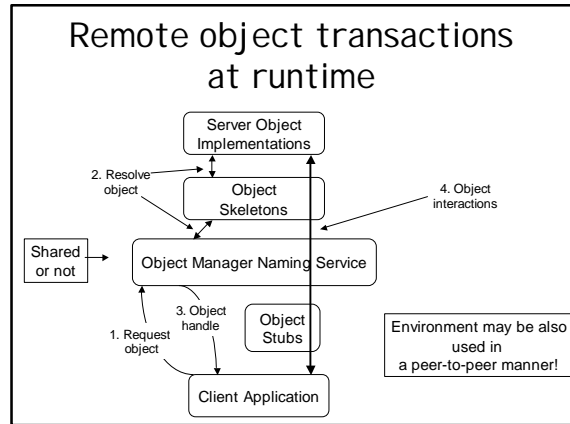 Remote object transactions
at runtime
Server Object
Implementations
2. Resolve
object
Object
Skeletons
4. Object
interactions
Shared
or not
Object Manager Naming Service
3. Object
handle
1. Request
object
Object
Stubs
Environment may be also
used in
a peer-to-peer manner!
Client Application